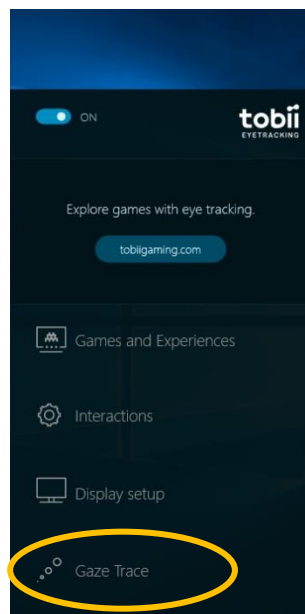 ON
tobii
EYETRACKING
Explore games with eye tracking.
tobiigaming.com
Games and Experiences
Interactions
Display setup
Gaze Trace